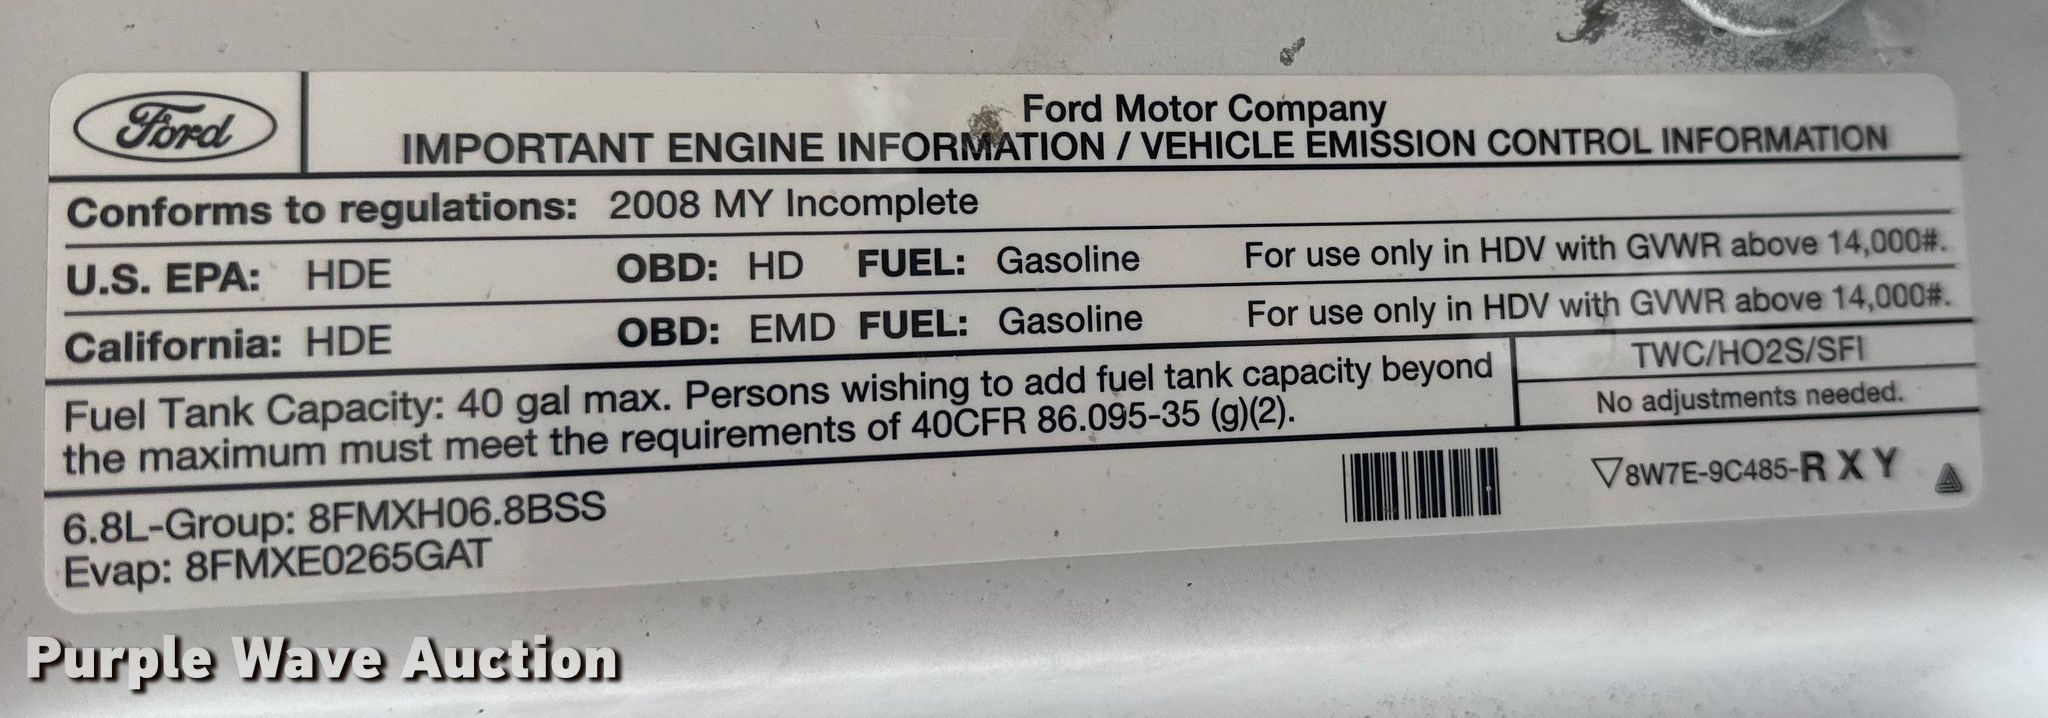 Ford
Ford Motor Company
IMPORTANT ENGINE INFORMATION / VEHICLE EMISSION CONTROL INFORMATION
Conforms to regulations: 2008 MY Incomplete
U.S. EPA: HDE OBD: HD FUEL: Gasoline For use only in HDV with GVWR above 14,000#.
California: HDE OBD: EMD FUEL: Gasoline For use only in HDV with GVWR above 14,000#.
Fuel Tank Capacity: 40 gal max. Persons wishing to add fuel tank capacity beyond
the maximum must meet the requirements of 40CFR 86.095-35 (g)(2).
TWC/HO2S/SFI
No adjustments needed.
6.8L-Group: 8FMXH06.8BSS
Evap: 8FMXE0265GAT
8W7E-9C485-R X Y
Purple Wave Auction